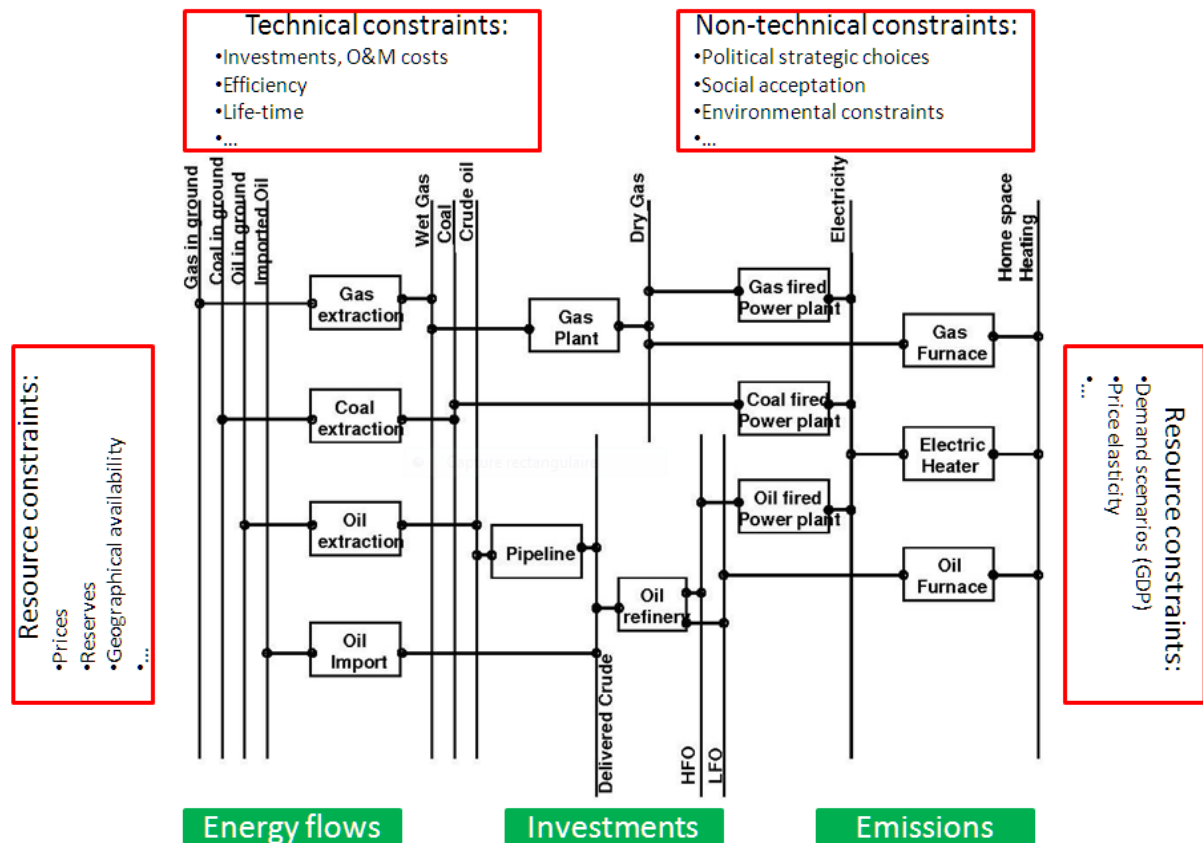 Technical constraints:
•Investments, O&M costs
•Efficiency
•Life-time
•...
Non-technical constraints:
•Political strategic choices
•Social acceptation
•Environmental constraints
•...
Gas in ground
Coal in ground
Oil in ground
Imported Oil
Wet Gas
Coal
Crude oil
Dry Gas
Electricity
Home space
Heating
Gas
extraction
Gas
Plant
Gas fired
Power plant
Gas
Furnace
Coal
extraction
Coal fired
Power plant
Electric
Heater
Capture rectangulaire
Oil
extraction
Pipeline
Oil fired
Power plant
Oil
Furnace
Oil
refinery
Oil
Import
Delivered Crude
HFO
LFO
Resource constraints:
•Prices
•Reserves
•Geographical availability
•...
Resource constraints:
•Demand scenarios (GDP)
•Price elasticity
•...
Energy flows
Investments
Emissions